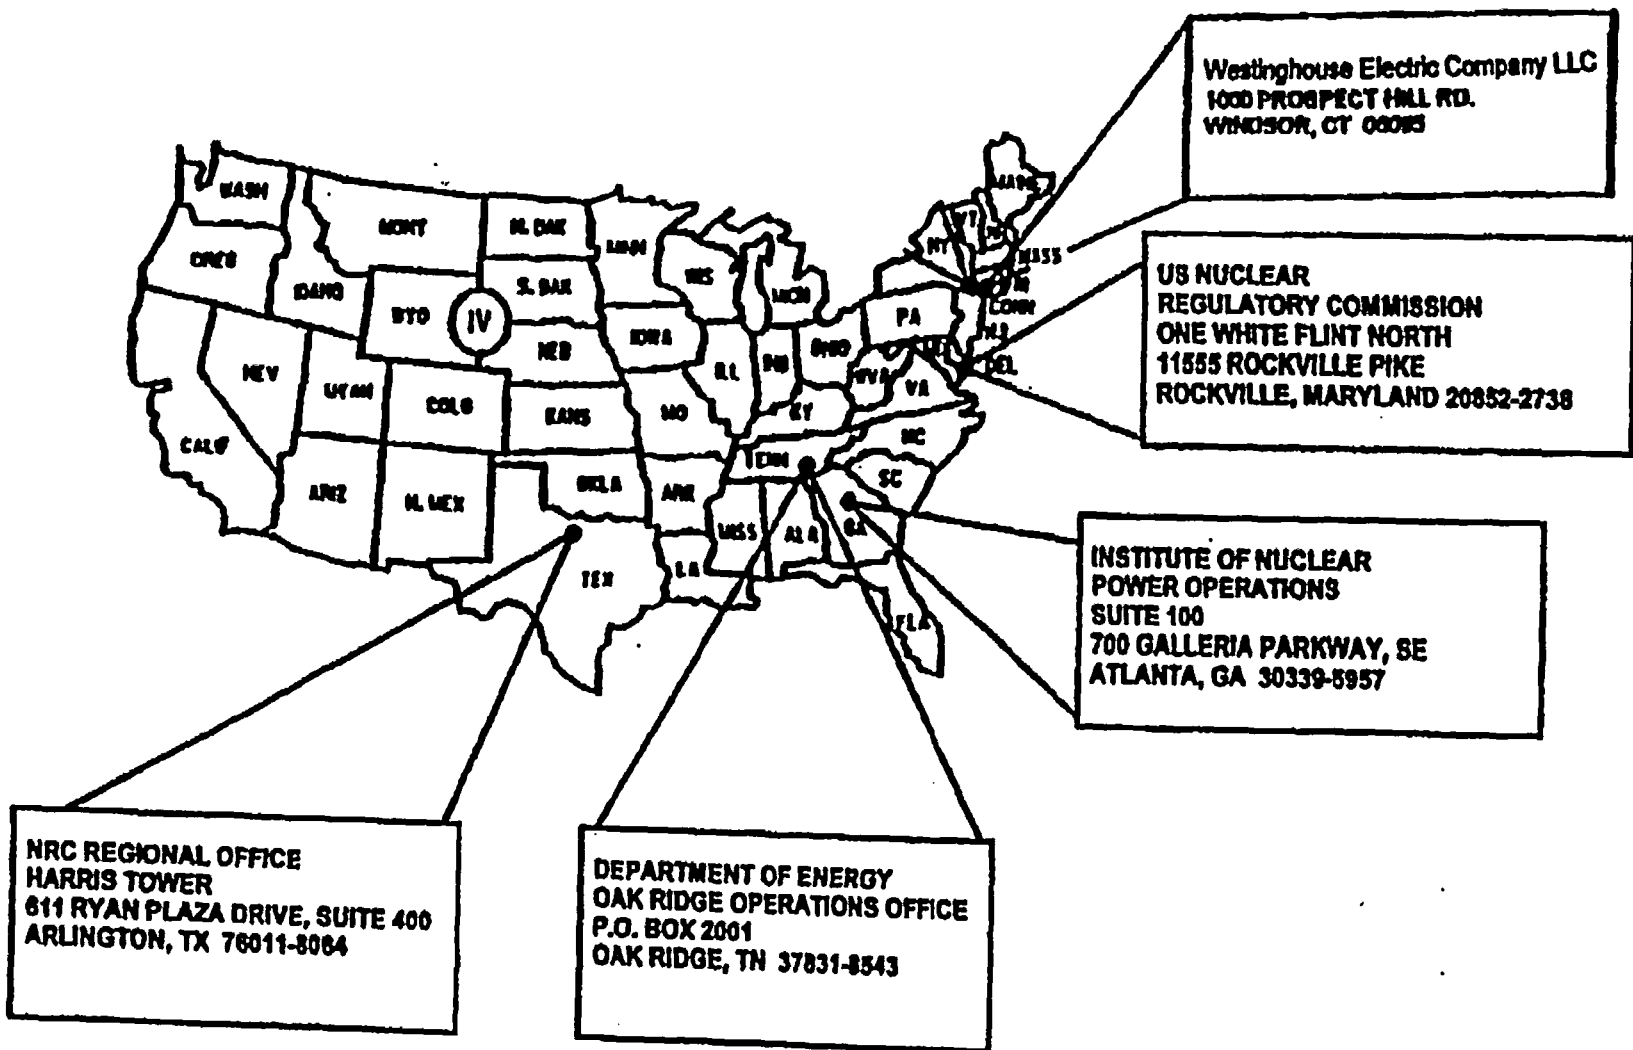 Westinghouse Electric Company LLC
1000 PROSPECT HILL RD.
WINDSOR, CT 06095
US NUCLEAR
REGULATORY COMMISSION
ONE WHITE FLINT NORTH
11555 ROCKVILLE PIKE
ROCKVILLE, MARYLAND 20852-2738
INSTITUTE OF NUCLEAR
POWER OPERATIONS
SUITE 100
700 GALLERIA PARKWAY, SE
ATLANTA, GA 30339-5957
NRC REGIONAL OFFICE
HARRIS TOWER
611 RYAN PLAZA DRIVE, SUITE 400
ARLINGTON, TX 76011-8064
DEPARTMENT OF ENERGY
OAK RIDGE OPERATIONS OFFICE
P.O. BOX 2001
OAK RIDGE, TN 37831-8543
WASH
MONT
N. DAK
MINN
OREG
IDAHO
WYO
IV
S. DAK
WIS
MICH
NY
VT
MAINE
MASS
CONN
NJ
DEL
PA
NEV
UTAH
COLO
NEB
IOWA
ILL
IN
OHIO
WVA
VA
CALIF
KANS
MO
KY
NC
ARIZ
N. MEX
OKLA
ARK
TENN
SC
TEX
LA
MISS
ALA
GA
FLA